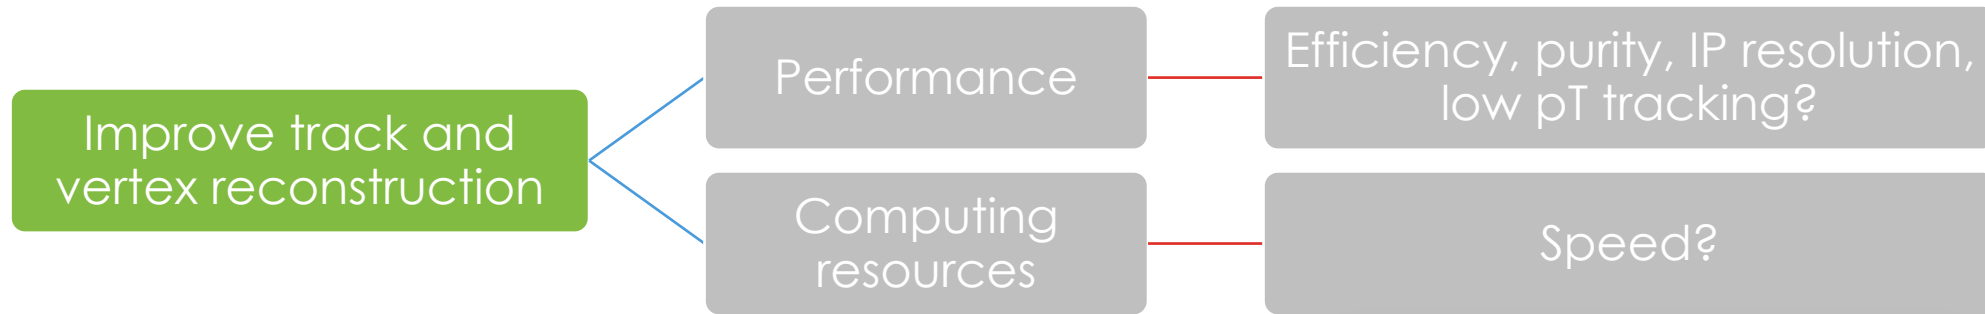 Improve track and
vertex reconstruction
Performance
Efficiency, purity, IP resolution,
low pT tracking?
Computing
resources
Speed?